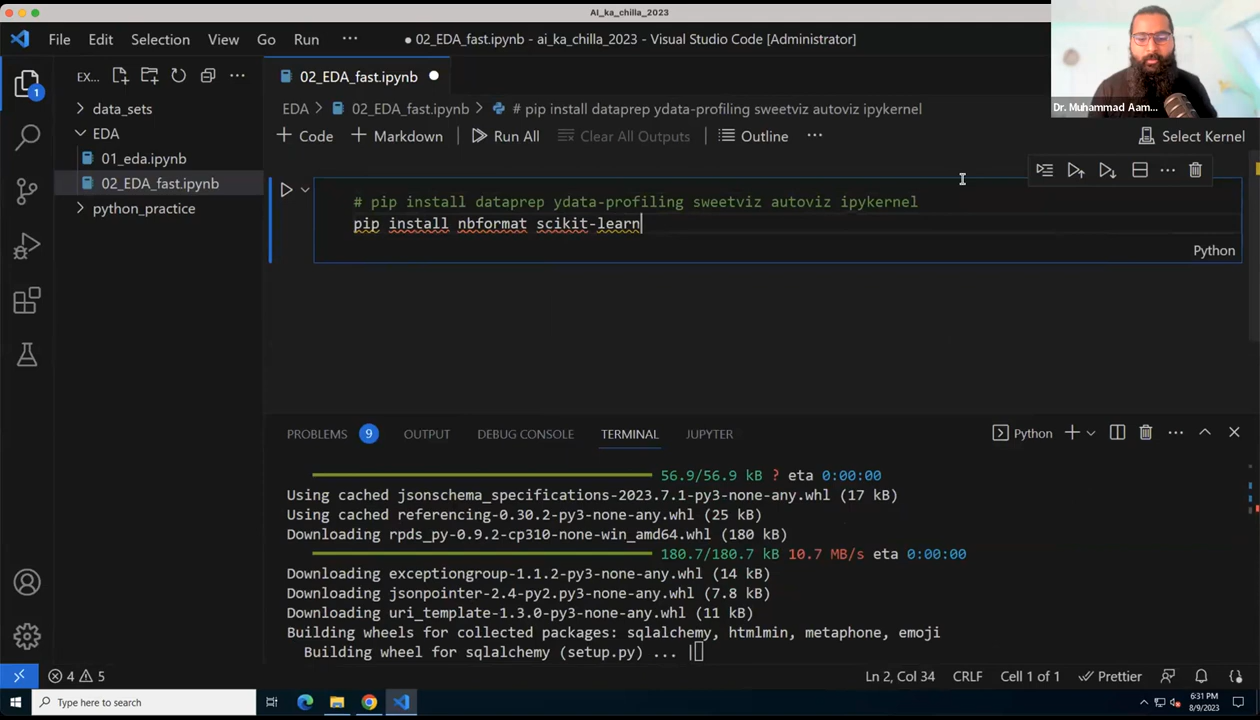 AI_ka_chilla_2023
File Edit Selection View Go Run ···
● 02_EDA_fast.ipynb - ai_ka_chilla_2023 - Visual Studio Code [Administrator]
Dr. Muhammad Aam...
EX... ···
02_EDA_fast.ipynb ●
1
data_sets
EDA
01_eda.ipynb
02_EDA_fast.ipynb
python_practice
EDA > 02_EDA_fast.ipynb > # pip install dataprep ydata-profiling sweetviz autoviz ipykernel
+ Code + Markdown Run All Clear All Outputs Outline ··· Select Kernel
# pip install dataprep ydata-profiling sweetviz autoviz ipykernel
pip install nbformat scikit-learn
Python
PROBLEMS 9 OUTPUT DEBUG CONSOLE TERMINAL JUPYTER Python
56.9/56.9 kB ? eta 0:00:00
Using cached jsonschema_specifications-2023.7.1-py3-none-any.whl (17 kB)
Using cached referencing-0.30.2-py3-none-any.whl (25 kB)
Downloading rpds_py-0.9.2-cp310-none-win_amd64.whl (180 kB)
180.7/180.7 kB 10.7 MB/s eta 0:00:00
Downloading exceptiongroup-1.1.2-py3-none-any.whl (14 kB)
Downloading jsonpointer-2.4-py2.py3-none-any.whl (7.8 kB)
Downloading uri_template-1.3.0-py3-none-any.whl (11 kB)
Building wheels for collected packages: sqlalchemy, htmlmin, metaphone, emoji
Building wheel for sqlalchemy (setup.py) ... |
4 5 Ln 2, Col 34 CRLF Cell 1 of 1 Prettier
Type here to search
6:31 PM
8/9/2023